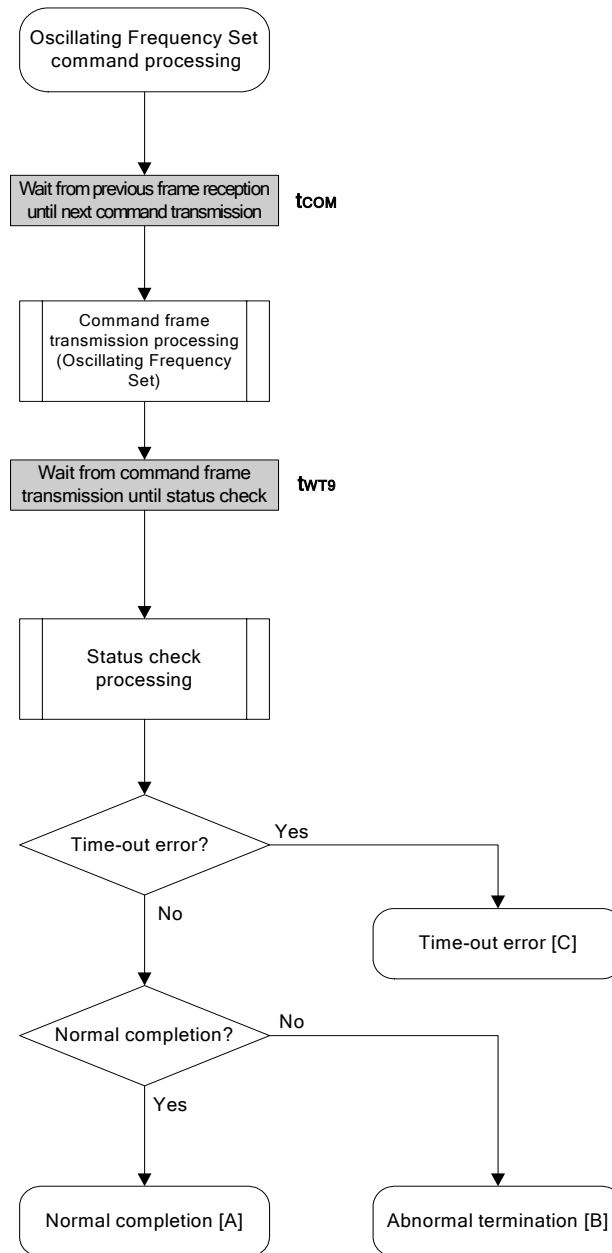 Oscillating Frequency Set
command processing
Wait from previous frame reception
until next command transmission
tCOM
Command frame
transmission processing
(Oscillating Frequency
Set)
Wait from command frame
transmission until status check
tWT9
Status check
processing
Time-out error?
Yes
No
Time-out error [C]
Normal completion?
No
Yes
Normal completion [A]
Abnormal termination [B]